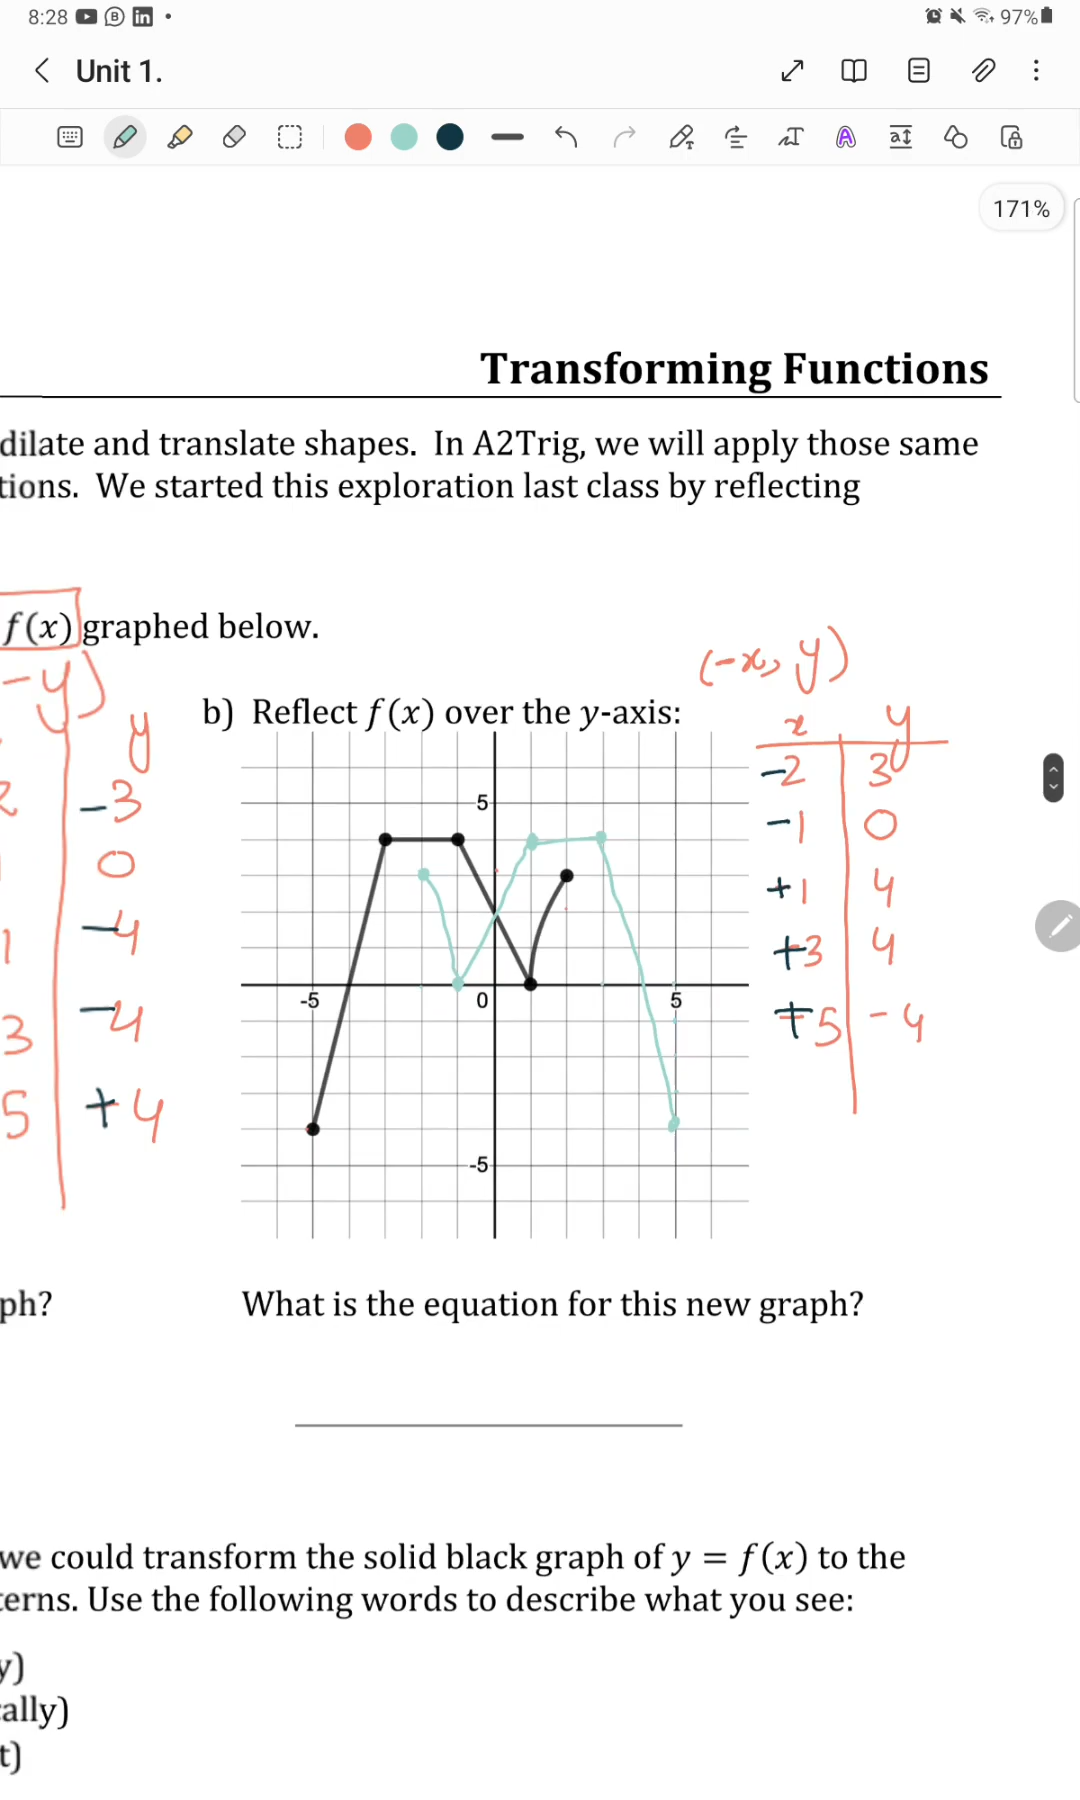 8:28 97%
Unit 1.
171%
Transforming Functions
dilate and translate shapes. In A2Trig, we will apply those same
tions. We started this exploration last class by reflecting
f(x) graphed below.
-y)
(-x, y)
b) Reflect f(x) over the y-axis:
y
-3
0
1 -4
3 -4
5 +4
5
-5 0 5
-5
x y
-2 3
-1 0
+1 4
+3 4
+5 -4
ph? What is the equation for this new graph?
we could transform the solid black graph of y = f(x) to the
terns. Use the following words to describe what you see:
y)
cally)
t)